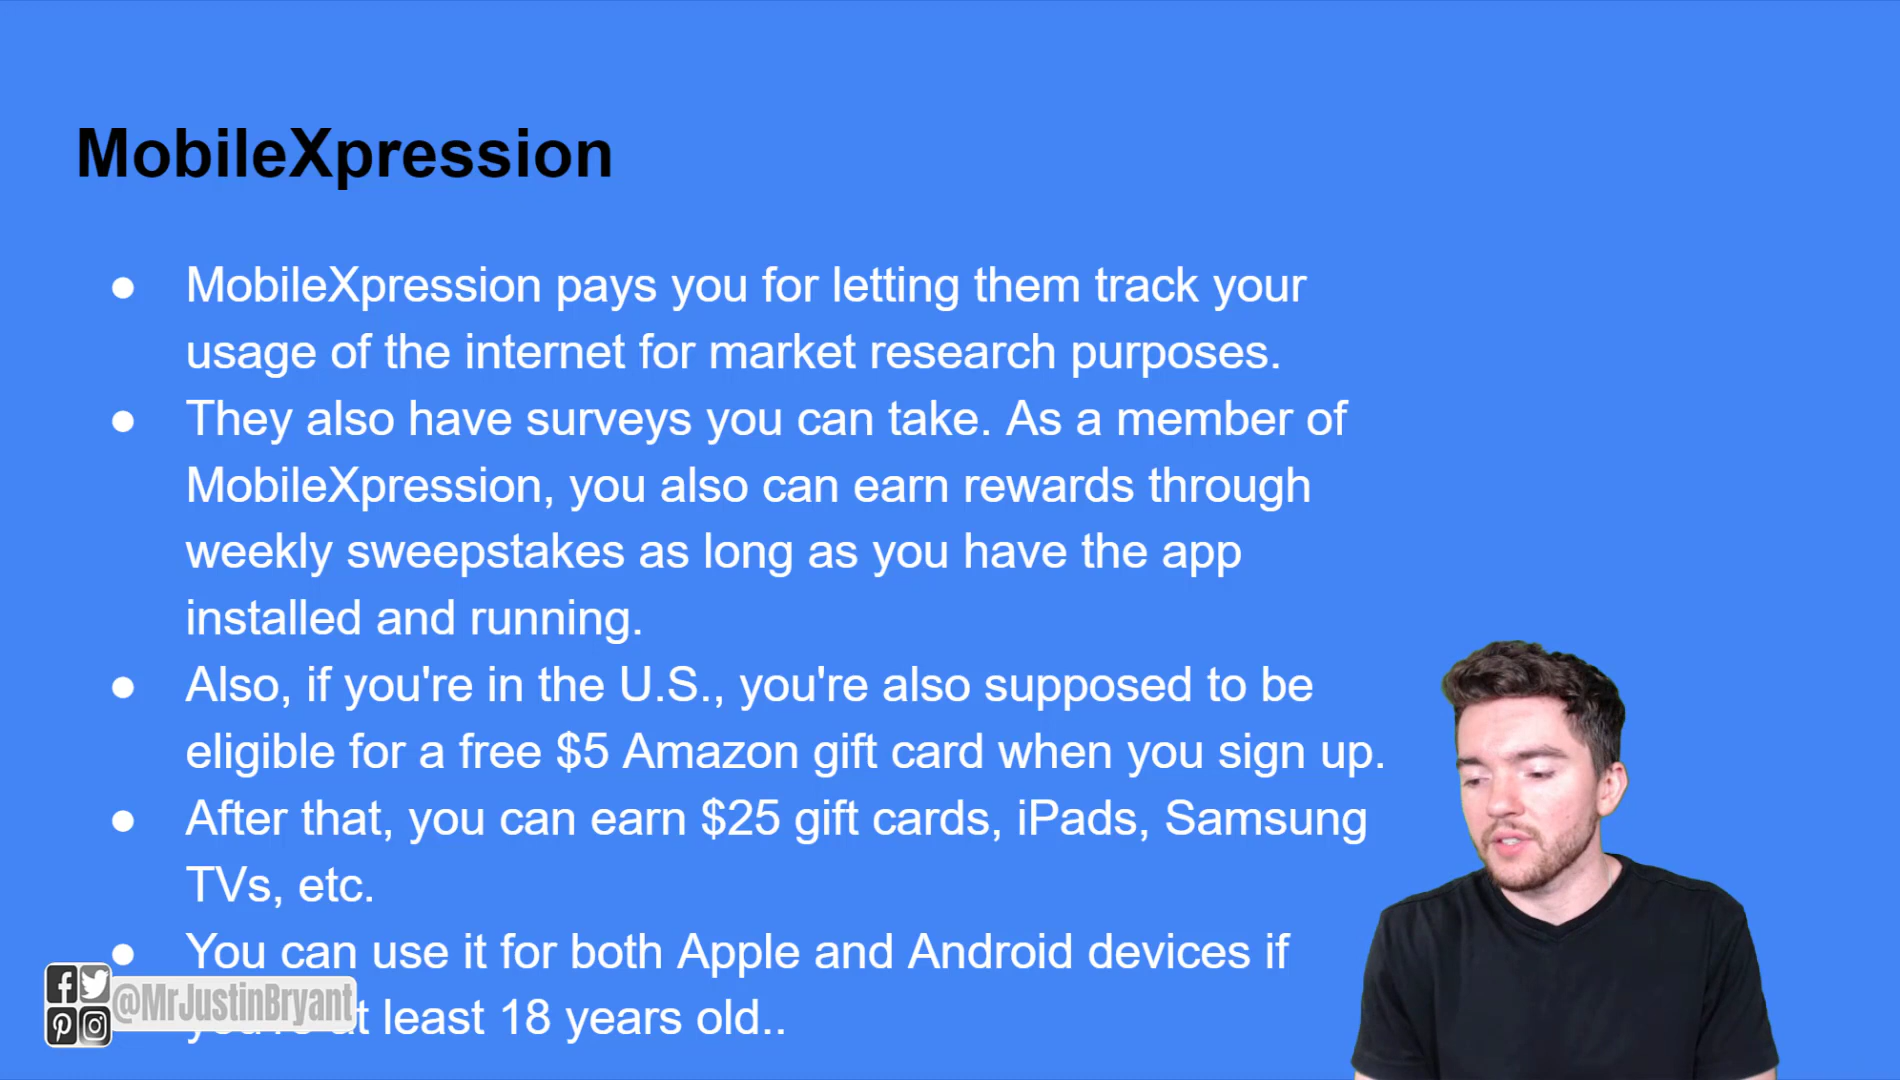 MobileXpression
● MobileXpression pays you for letting them track your
usage of the internet for market research purposes.
● They also have surveys you can take. As a member of
MobileXpression, you also can earn rewards through
weekly sweepstakes as long as you have the app
installed and running.
● Also, if you're in the U.S., you're also supposed to be
eligible for a free $5 Amazon gift card when you sign up.
● After that, you can earn $25 gift cards, iPads, Samsung
TVs, etc.
● You can use it for both Apple and Android devices if
you're at least 18 years old..
@MrJustinBryant